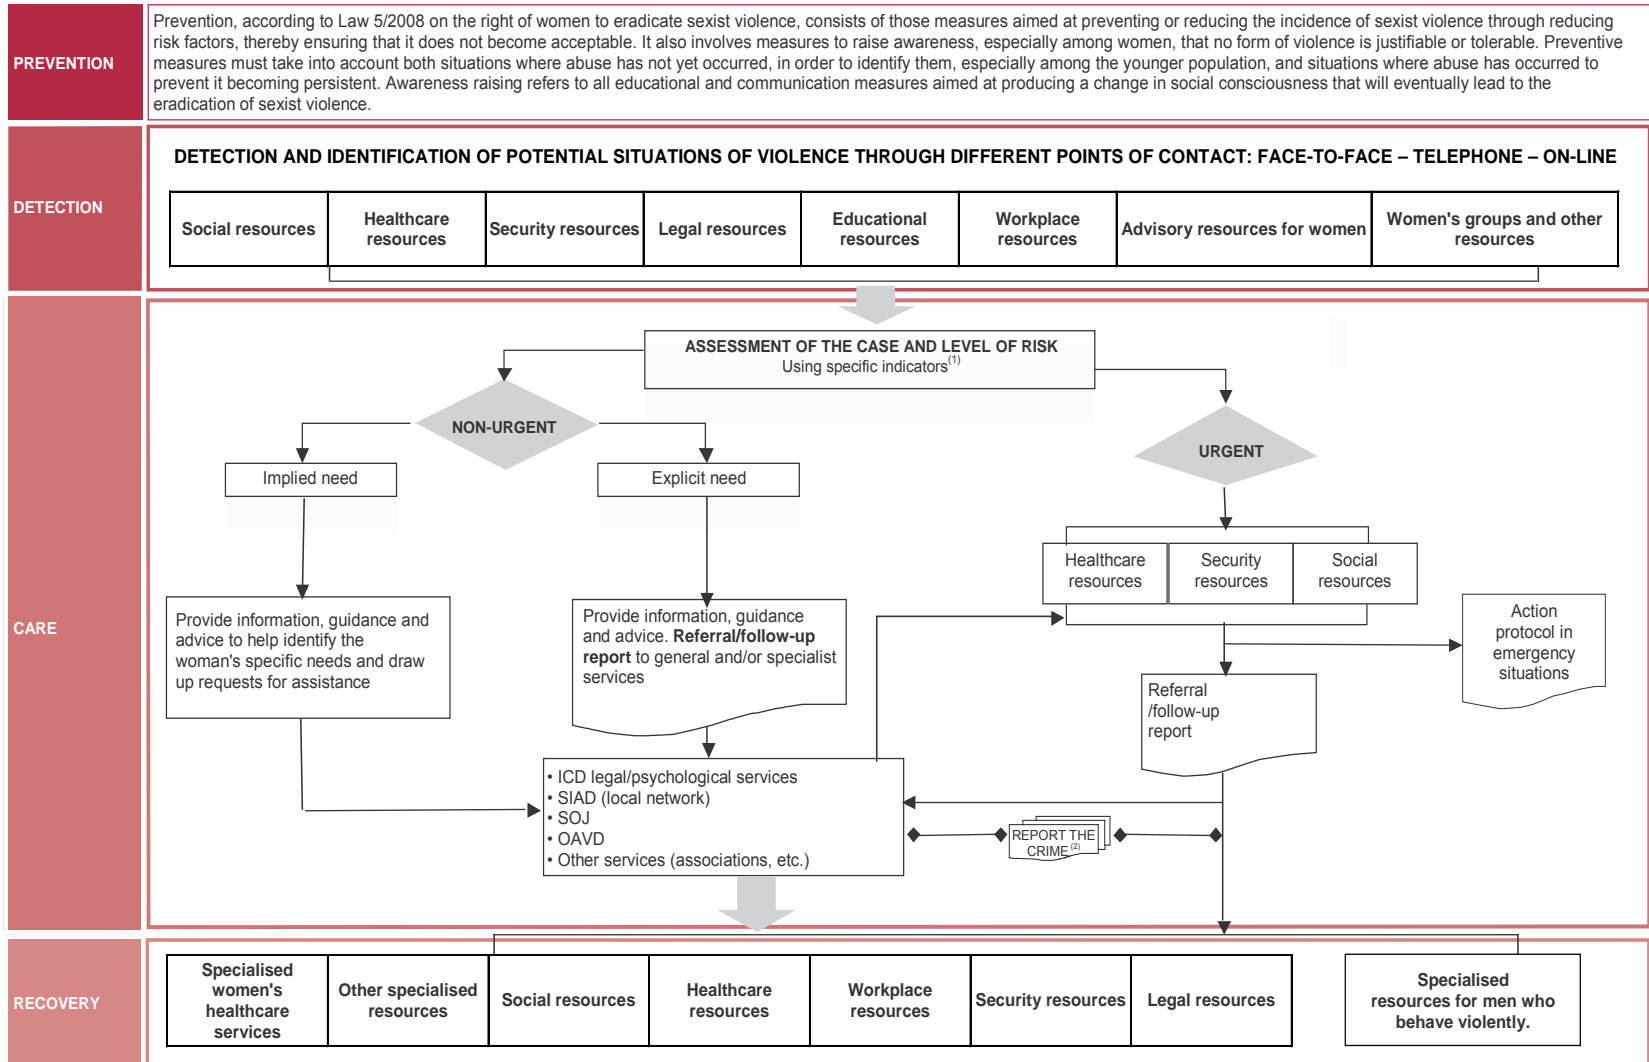 PREVENTION
Prevention, according to Law 5/2008 on the right of women to eradicate sexist violence, consists of those measures aimed at preventing or reducing the incidence of sexist violence through reducing
risk factors, thereby ensuring that it does not become acceptable. It also involves measures to raise awareness, especially among women, that no form of violence is justifiable or tolerable. Preventive
measures must take into account both situations where abuse has not yet occurred, in order to identify them, especially among the younger population, and situations where abuse has occurred to
prevent it becoming persistent. Awareness raising refers to all educational and communication measures aimed at producing a change in social consciousness that will eventually lead to the
eradication of sexist violence.
DETECTION
DETECTION AND IDENTIFICATION OF POTENTIAL SITUATIONS OF VIOLENCE THROUGH DIFFERENT POINTS OF CONTACT: FACE-TO-FACE – TELEPHONE – ON-LINE
Social resources
Healthcare
resources
Security resources
Legal resources
Educational
resources
Workplace
resources
Advisory resources for women
Women's groups and other
resources
CARE
ASSESSMENT OF THE CASE AND LEVEL OF RISK
Using specific indicators(1)
NON-URGENT
URGENT
Implied need
Explicit need
Healthcare
resources
Security
resources
Social
resources
Provide information, guidance and
advice to help identify the
woman's specific needs and draw
up requests for assistance
Provide information, guidance
and advice. Referral/follow-up
report to general and/or specialist
services
Action
protocol in
emergency
situations
Referral
/follow-up
report
• ICD legal/psychological services
• SIAD (local network)
• SOJ
• OAVD
• Other services (associations, etc.)
REPORT THE
CRIME (2)
RECOVERY
Specialised
women's
healthcare
services
Other specialised
resources
Social resources
Healthcare
resources
Workplace
resources
Security resources
Legal resources
Specialised
resources for men who
behave violently.